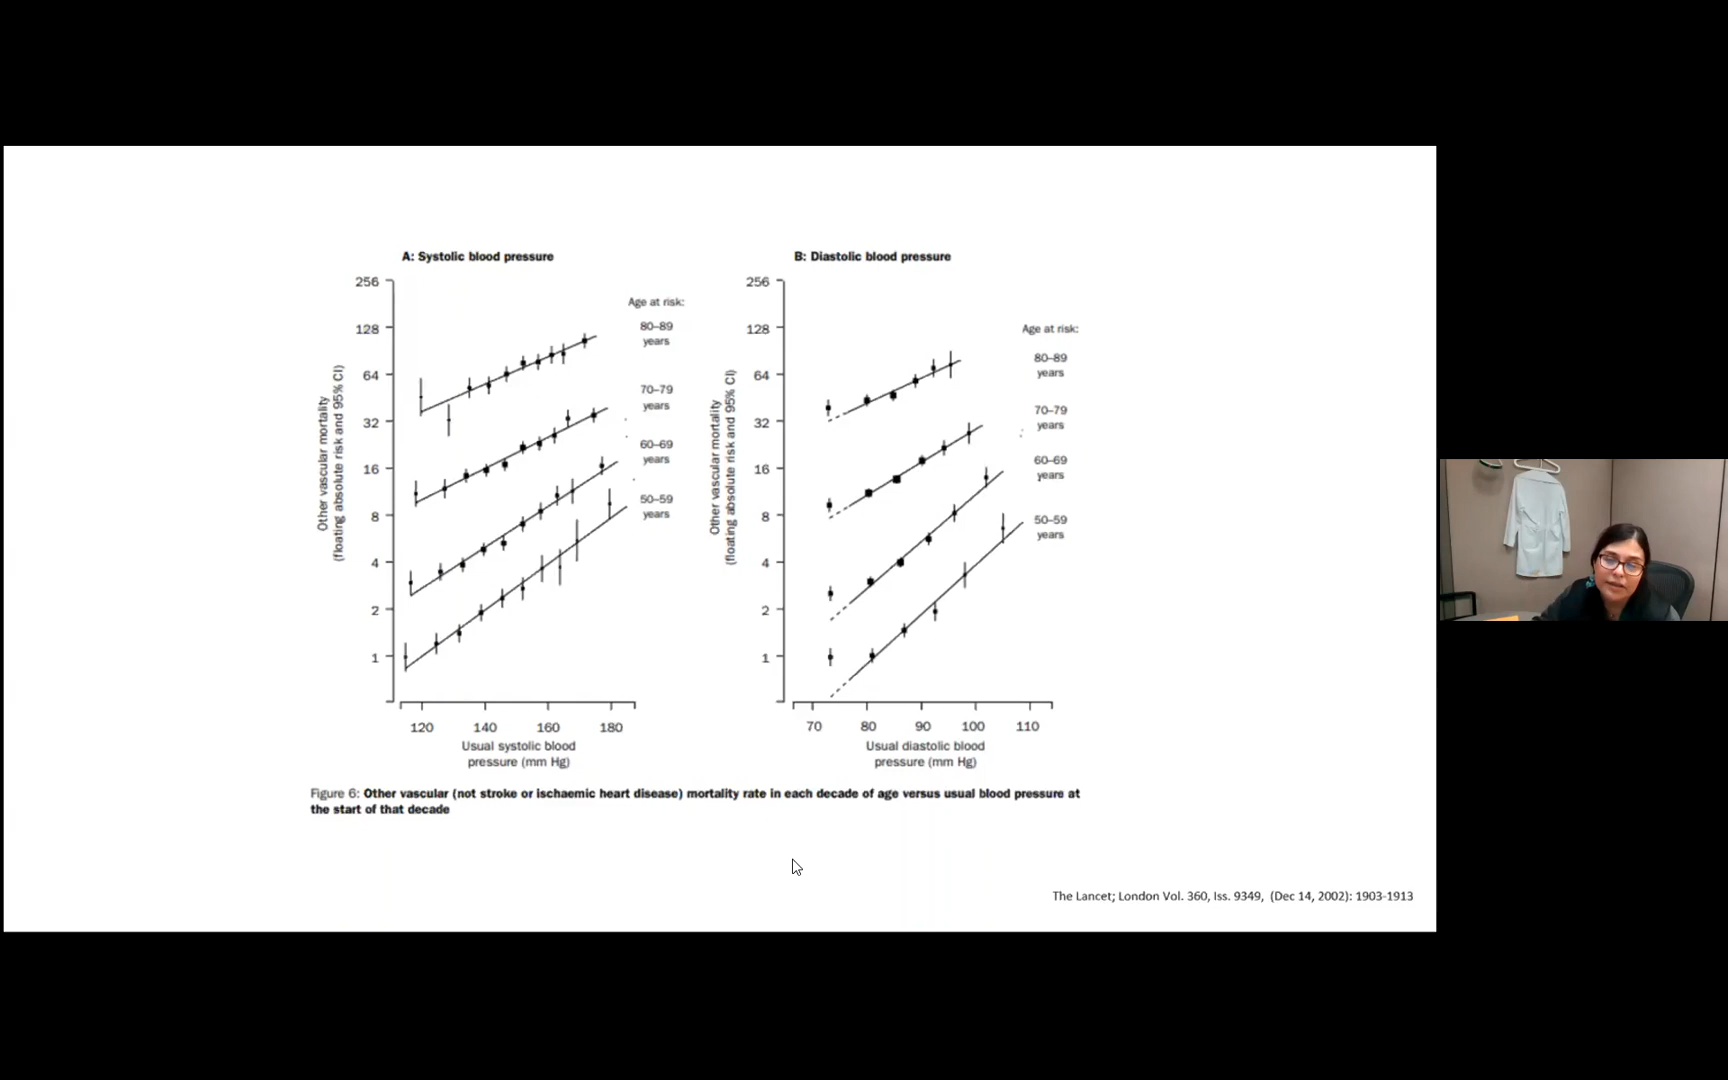 A: Systolic blood pressure
256
128
64
32
16
8
4
2
1
Other vascular mortality
(floating absolute risk and 95% CI)
Age at risk:
80–89
years
70–79
years
60–69
years
50–59
years
120 140 160 180
Usual systolic blood
pressure (mm Hg)
B: Diastolic blood pressure
256
128
64
32
16
8
4
2
1
Other vascular mortality
(floating absolute risk and 95% CI)
Age at risk:
80–89
years
70–79
years
60–69
years
50–59
years
70 80 90 100 110
Usual diastolic blood
pressure (mm Hg)
Figure 6: Other vascular (not stroke or ischaemic heart disease) mortality rate in each decade of age versus usual blood pressure at
the start of that decade
The Lancet; London Vol. 360, Iss. 9349, (Dec 14, 2002): 1903-1913